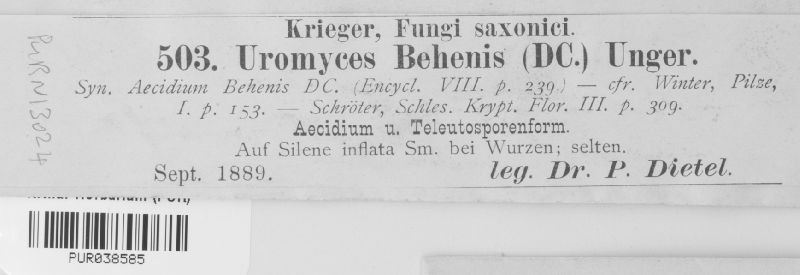 Krieger, Fungi saxonici.
503. Uromyces Behenis (DC.) Unger.
Syn. Aecidium Behenis DC. (Encycl. VIII. p. 239.) — cfr. Winter, Pilze,
I. p. 153. — Schröter, Schles. Krypt. Flor. III. p. 309.
Aecidium u. Teleutosporenform.
Auf Silene inflata Sm. bei Wurzen; selten.
Sept. 1889.
leg. Dr. P. Dietel.
PURN13024
Herbarium (PUR)
PUR038585